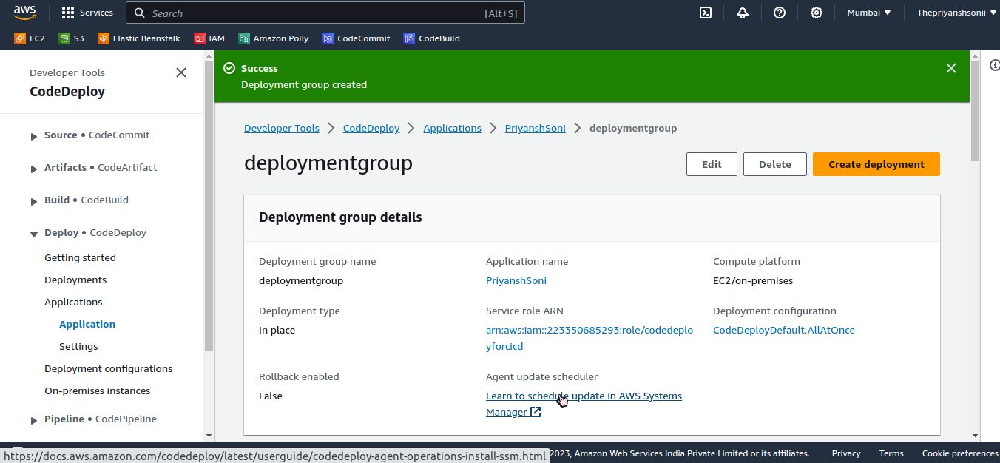 aws
Services
Search
[Alt+S]
Mumbai
Thepriyanshsonii
EC2
S3
Elastic Beanstalk
IAM
Amazon Polly
CodeCommit
CodeBuild
Developer Tools
CodeDeploy
Source • CodeCommit
Artifacts • CodeArtifact
Build • CodeBuild
Deploy • CodeDeploy
Getting started
Deployments
Applications
Application
Settings
Deployment configurations
On-premises instances
Pipeline • CodePipeline
Success
Deployment group created
Developer Tools
CodeDeploy
Applications
PriyanshSoni
deploymentgroup
deploymentgroup
Edit
Delete
Create deployment
Deployment group details
Deployment group name
deploymentgroup
Application name
PriyanshSoni
Compute platform
EC2/on-premises
Deployment type
In place
Service role ARN
arn:aws:iam::223350685293:role/codedeplo
yforcicd
Deployment configuration
CodeDeployDefault.AllAtOnce
Rollback enabled
False
Agent update scheduler
Learn to schedule update in AWS Systems
Manager
https://docs.aws.amazon.com/codedeploy/latest/userguide/codedeploy-agent-operations-install-ssm.html
2023, Amazon Web Services India Private Limited or its affiliates.
Privacy
Terms
Cookie preferences